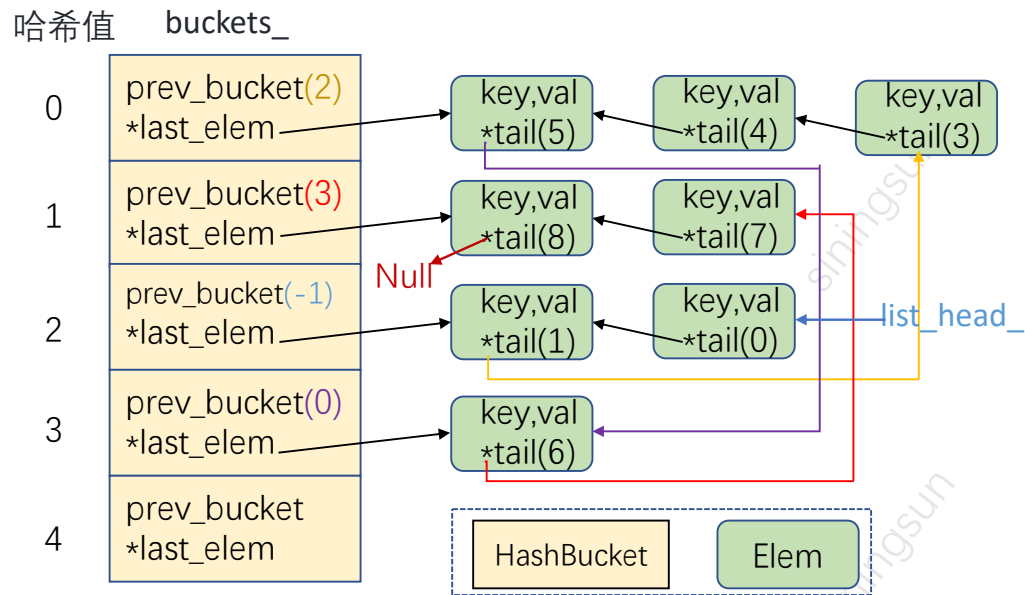 哈希值 buckets_
0
prev_bucket(2)
*last_elem
key,val
*tail(5)
key,val
*tail(4)
key,val
*tail(3)
1
prev_bucket(3)
*last_elem
key,val
*tail(8)
key,val
*tail(7)
Null
2
prev_bucket(-1)
*last_elem
key,val
*tail(1)
key,val
*tail(0)
list_head_
3
prev_bucket(0)
*last_elem
key,val
*tail(6)
4
prev_bucket
*last_elem
HashBucket
Elem
siningsun
siningsun